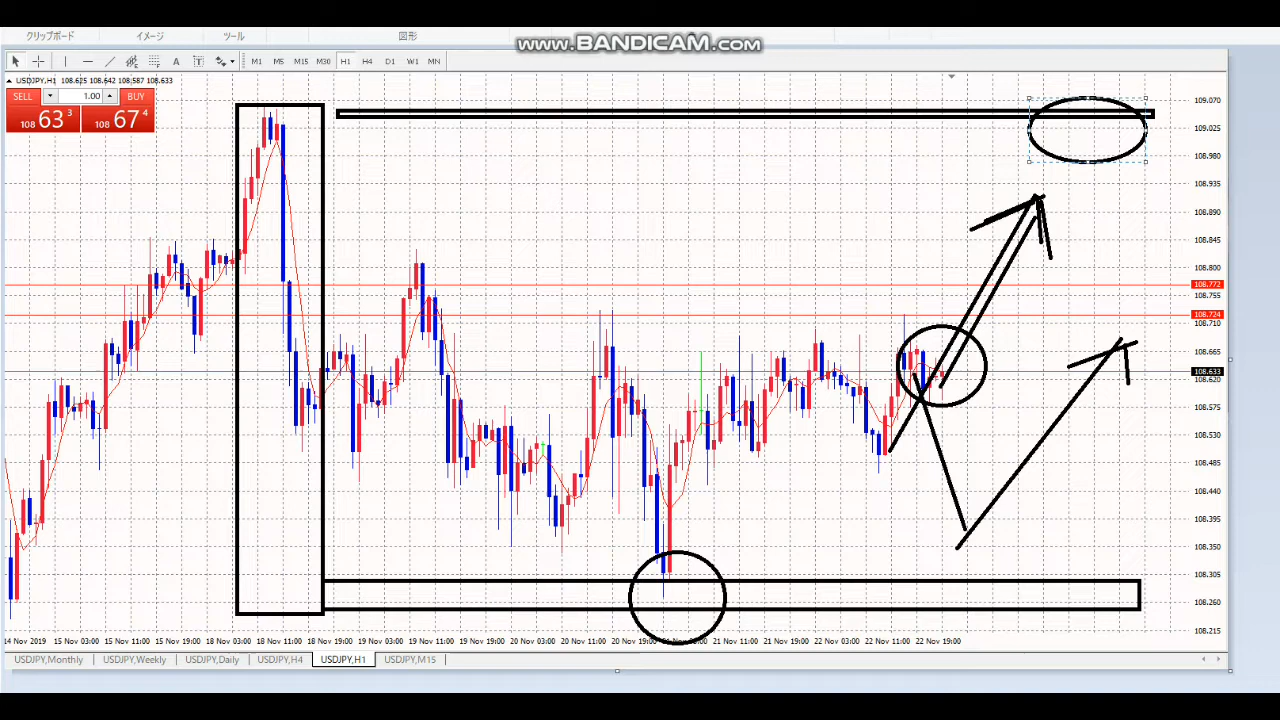 クリップボード イメージ ツール 図形
www.BANDICAM.com
M1 M5 M15 M30 H1 H4 D1 W1 MN
USDJPY,H1 108.625 108.642 108.587 108.633
SELL 1.00 BUY
108 63 3 108 67 4
109.070
109.025
108.980
108.935
108.890
108.845
108.800
108.772
108.755
108.724
108.710
108.665
108.633
108.620
108.575
108.530
108.485
108.440
108.395
108.350
108.305
108.260
108.215
14 Nov 2019 15 Nov 03:00 15 Nov 11:00 15 Nov 19:00 18 Nov 03:00 18 Nov 11:00 18 Nov 19:00 19 Nov 03:00 19 Nov 11:00 19 Nov 19:00 20 Nov 03:00 20 Nov 11:00 20 Nov 19:00 21 Nov 11:00 21 Nov 19:00 22 Nov 03:00 22 Nov 11:00 22 Nov 19:00
USDJPY,Monthly USDJPY,Weekly USDJPY,Daily USDJPY,H4 USDJPY,H1 USDJPY,M15